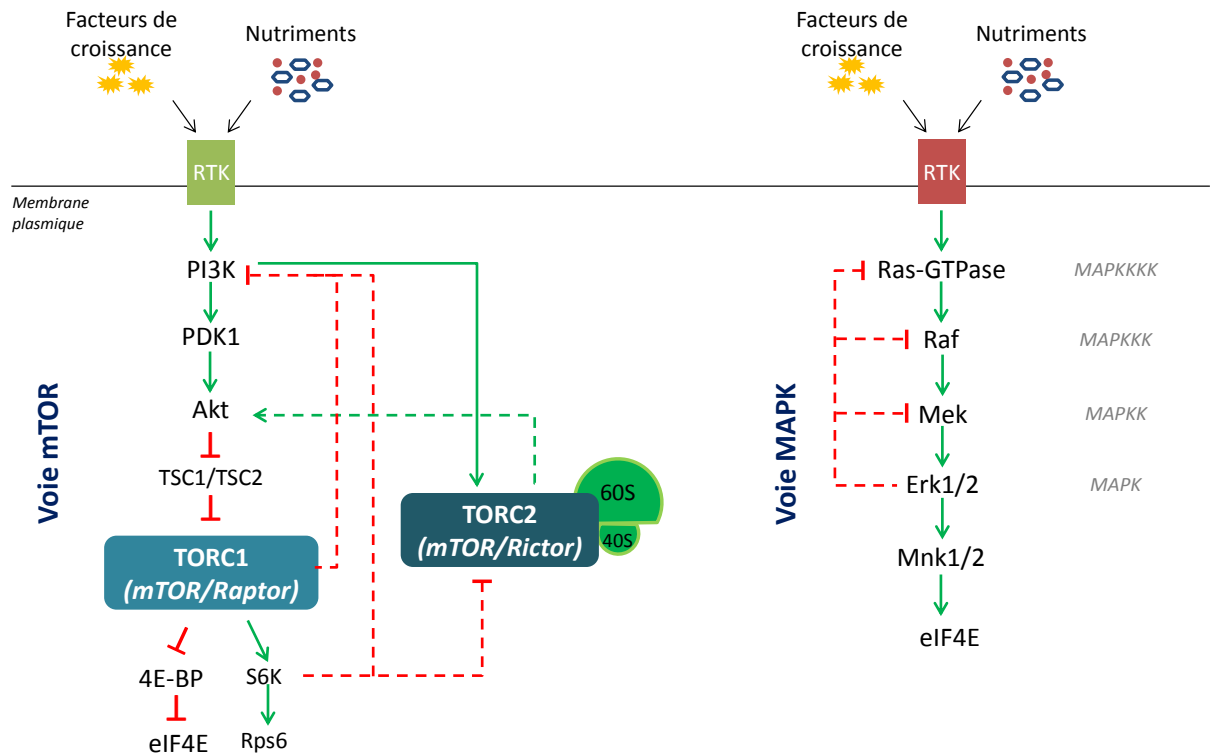 Facteurs de
croissance
Nutriments
RTK
Membrane
plasmique
PI3K
PDK1
Akt
TSC1/TSC2
Voie mTOR
TORC1
(mTOR/Raptor)
TORC2
(mTOR/Rictor)
60S
40S
4E-BP
S6K
eIF4E
Rps6
Facteurs de
croissance
Nutriments
RTK
Voie MAPK
Ras-GTPase
MAPKKKK
Raf
MAPKKK
Mek
MAPKK
Erk1/2
MAPK
Mnk1/2
eIF4E